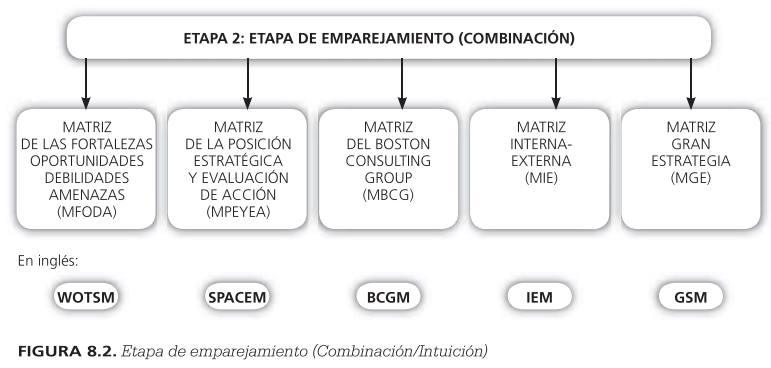 ETAPA 2: ETAPA DE EMPAREJAMIENTO (COMBINACIÓN)
MATRIZ
DE LAS FORTALEZAS
OPORTUNIDADES
DEBILIDADES
AMENAZAS
(MFODA)
MATRIZ
DE LA POSICIÓN
ESTRATÉGICA
Y EVALUACIÓN
DE ACCIÓN
(MPEYEA)
MATRIZ
DEL BOSTON
CONSULTING
GROUP
(MBCG)
MATRIZ
INTERNA-
EXTERNA
(MIE)
MATRIZ
GRAN
ESTRATEGIA
(MGE)
En inglés:
WOTSM
SPACEM
BCGM
IEM
GSM
FIGURA 8.2. Etapa de emparejamiento (Combinación/Intuición)